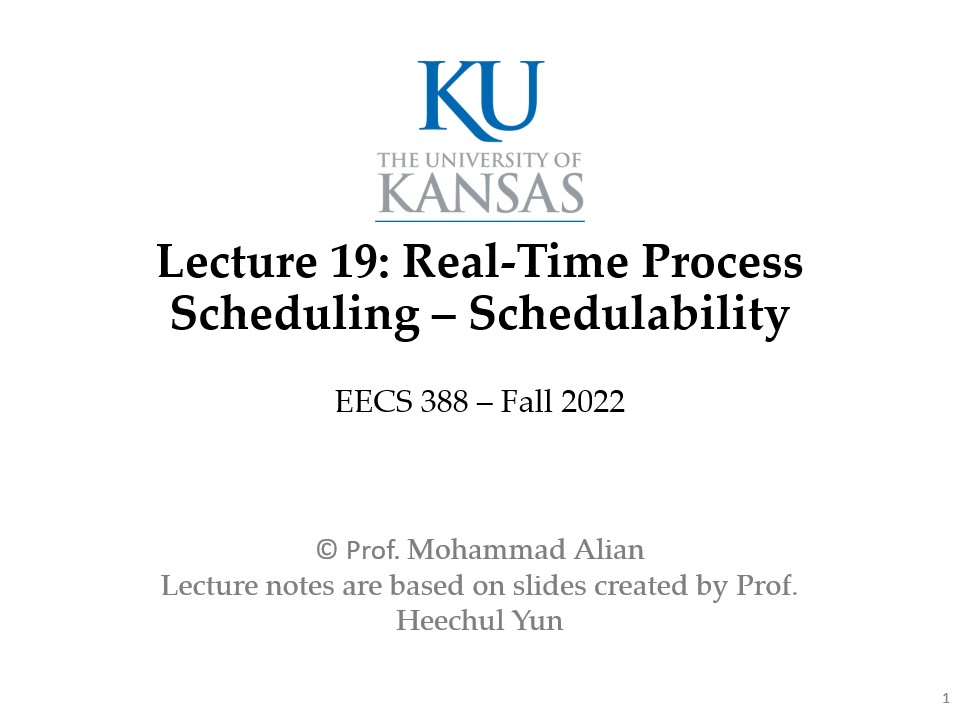 KU
THE UNIVERSITY OF
KANSAS
Lecture 19: Real-Time Process
Scheduling – Schedulability
EECS 388 – Fall 2022
© Prof. Mohammad Alian
Lecture notes are based on slides created by Prof.
Heechul Yun
1